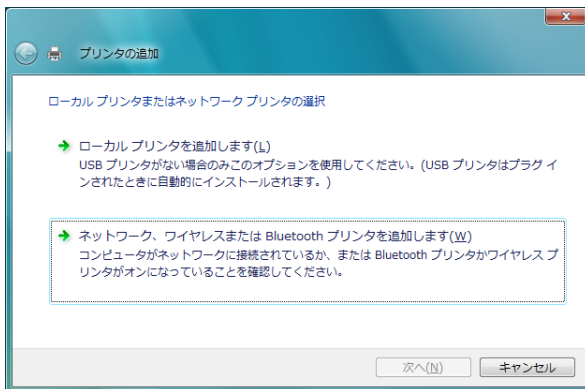 x
プリンタの追加
ローカル プリンタまたはネットワーク プリンタの選択
ローカル プリンタを追加します(L)
USB プリンタがない場合のみこのオプションを使用してください。(USB プリンタはプラグ イ
ンされたときに自動的にインストールされます。)
ネットワーク、ワイヤレスまたは Bluetooth プリンタを追加します(W)
コンピュータがネットワークに接続されているか、または Bluetooth プリンタかワイヤレス プ
リンタがオンになっていることを確認してください。
次へ(N) キャンセル